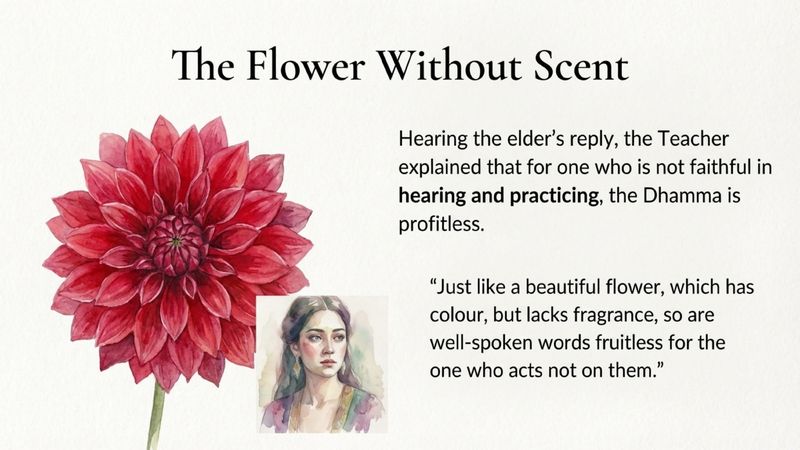 The Flower Without Scent
Hearing the elder’s reply, the Teacher
explained that for one who is not faithful in
hearing and practicing, the Dhamma is
profitless.
“Just like a beautiful flower, which has
colour, but lacks fragrance, so are
well-spoken words fruitless for the
one who acts not on them.”